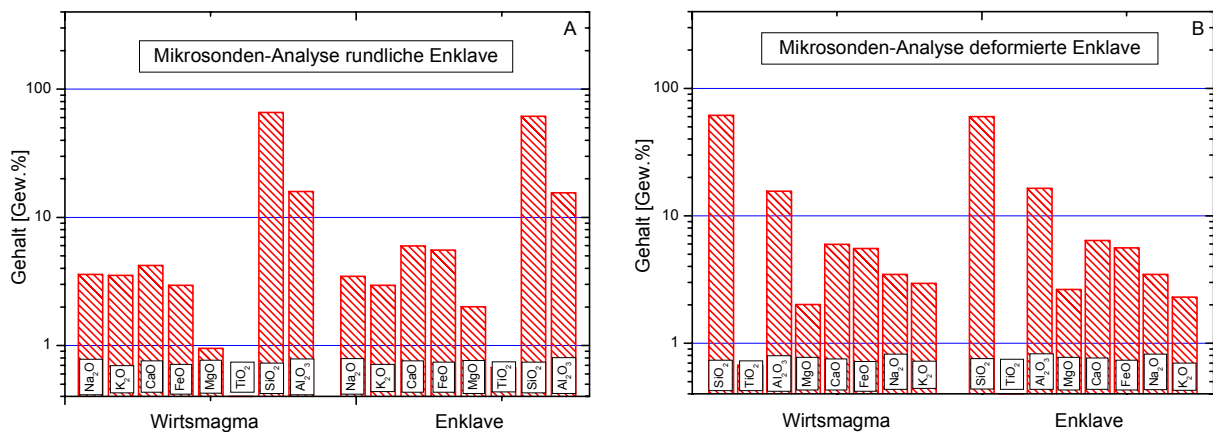 A
Mikrosonden-Analyse rundliche Enklave
100
10
1
Gehalt [Gew.%]
Na₂O K₂O CaO FeO MgO TiO₂ SiO₂ Al₂O₃ Na₂O K₂O CaO FeO MgO TiO₂ SiO₂ Al₂O₃
Wirtsmagma Enklave
B
Mikrosonden-Analyse deformierte Enklave
100
10
1
Gehalt [Gew.%]
SiO₂ TiO₂ Al₂O₃ MgO CaO FeO Na₂O K₂O SiO₂ TiO₂ Al₂O₃ MgO CaO FeO Na₂O K₂O
Wirtsmagma Enklave